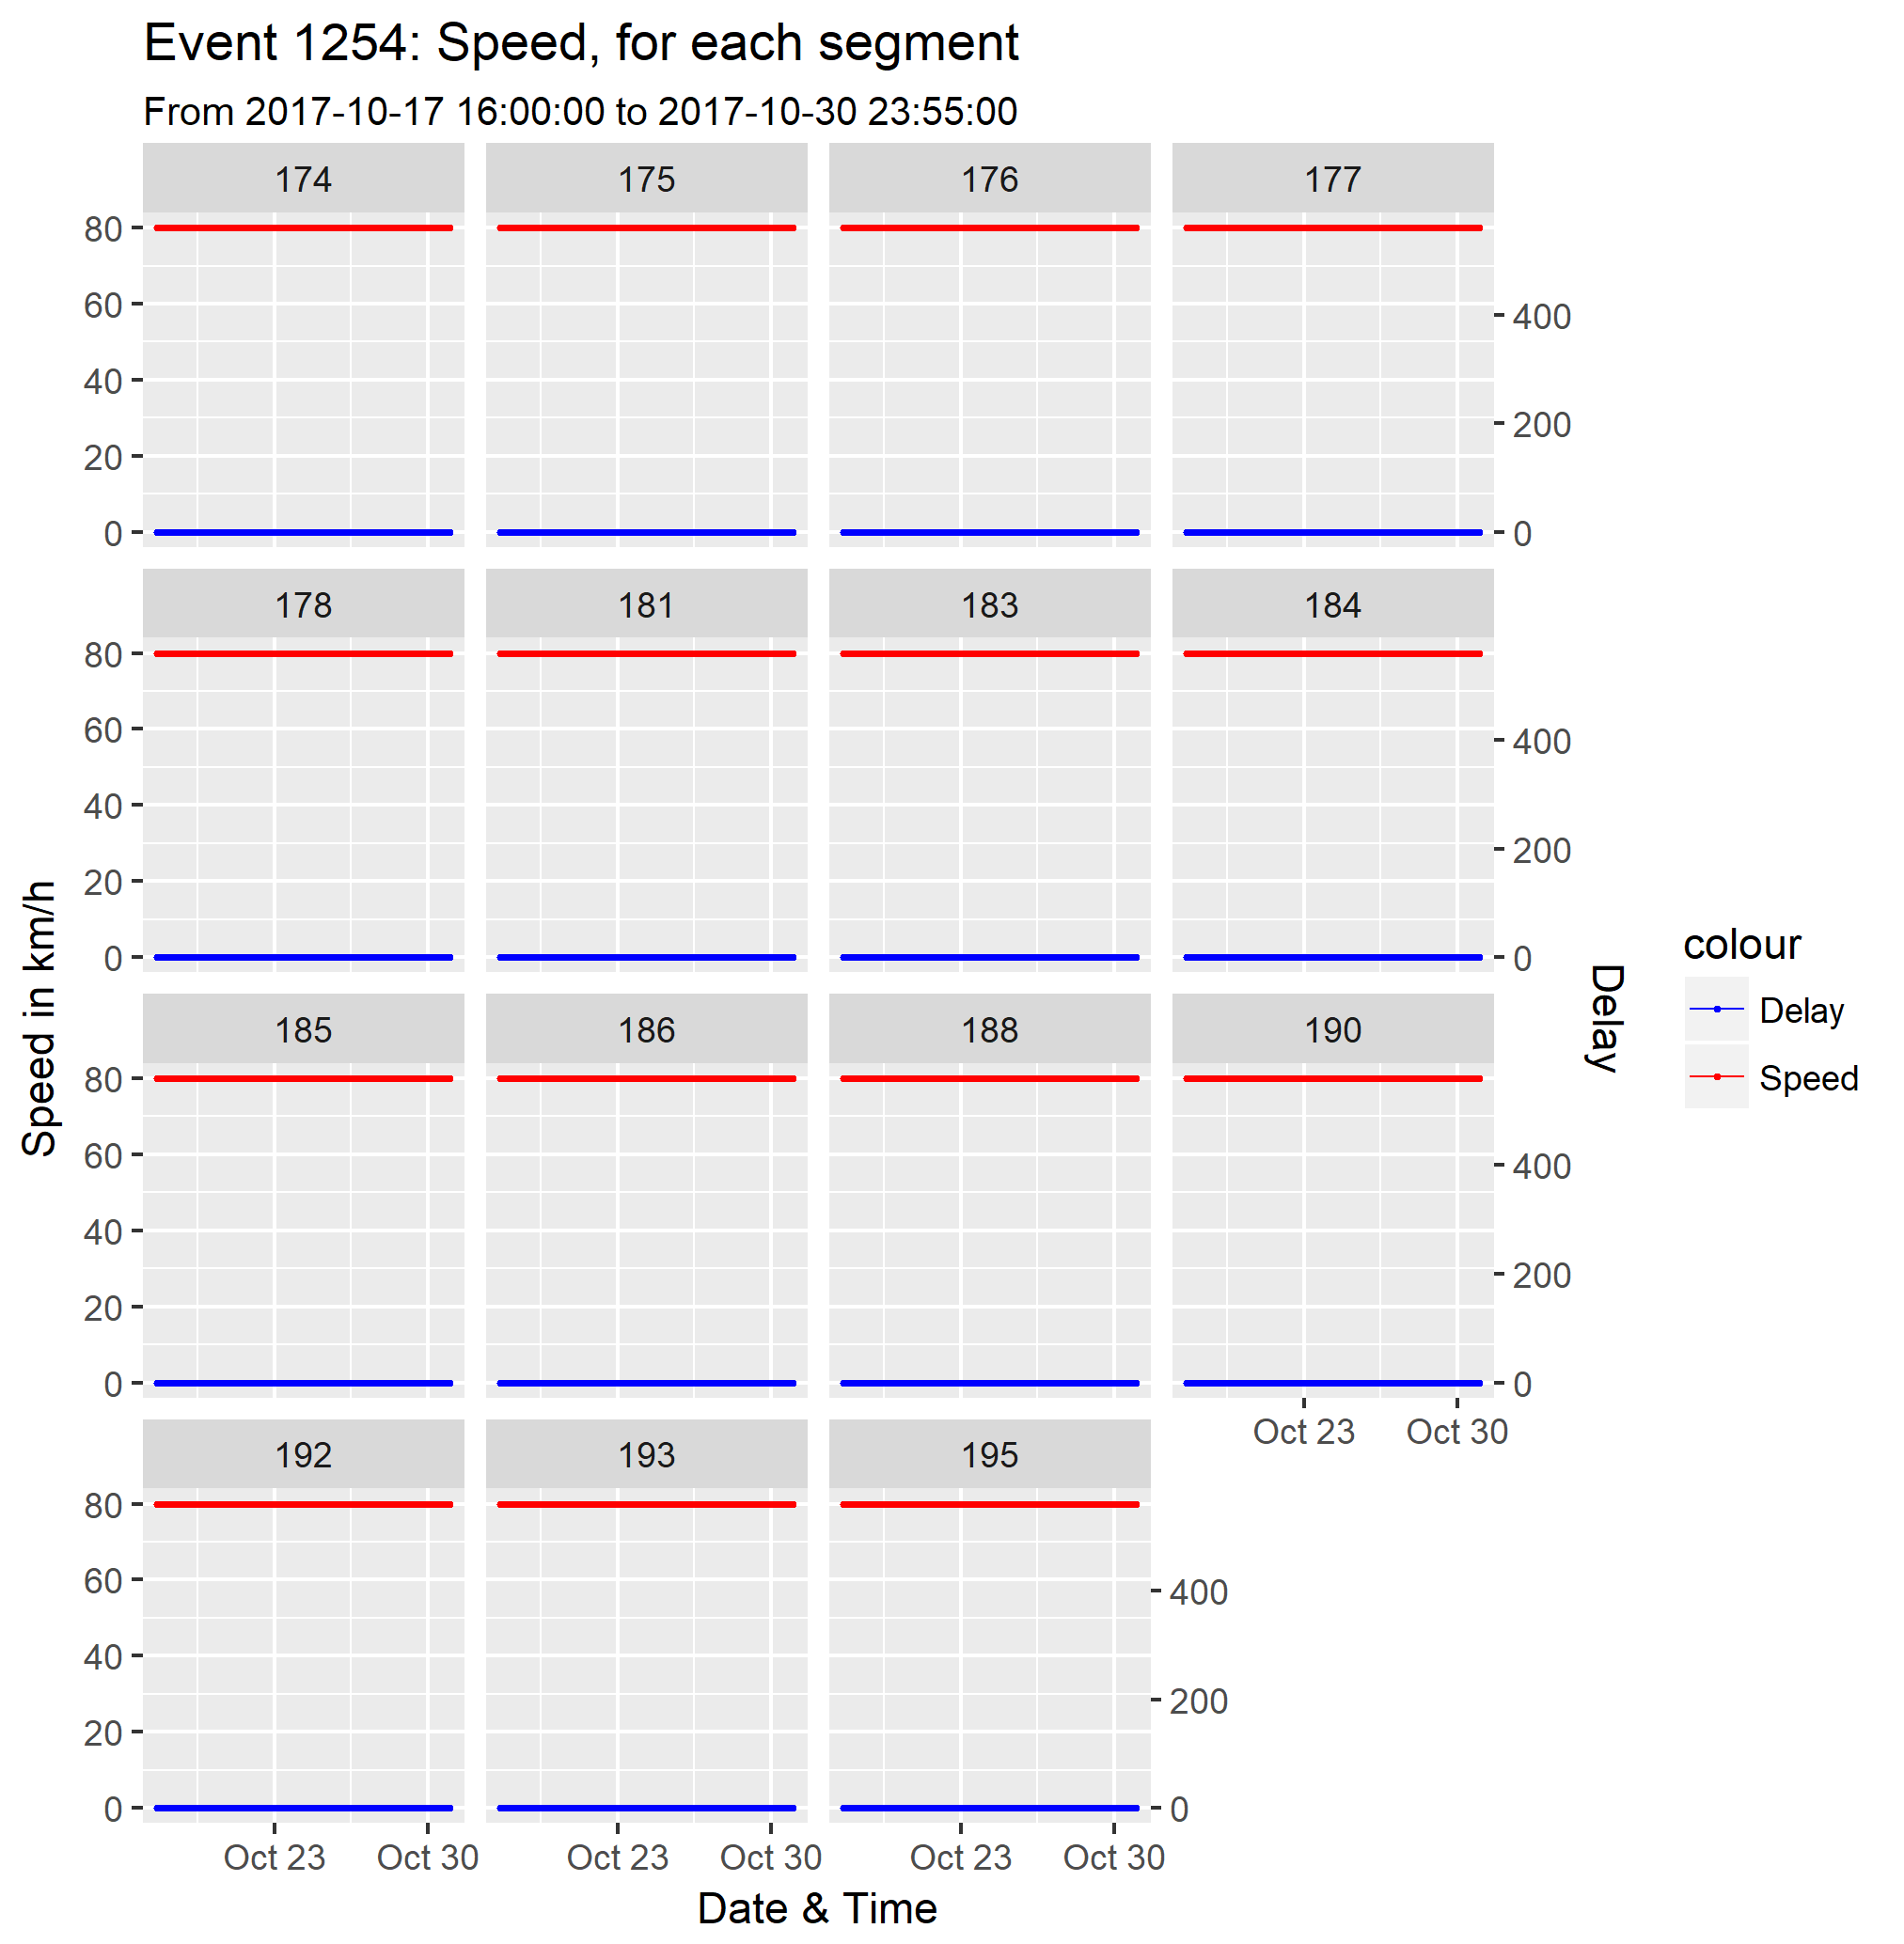 Event 1254: Speed, for each segment
From 2017-10-17 16:00:00 to 2017-10-30 23:55:00
174 175 176 177
80
60
40
20
0
400
200
0
178 181 183 184
80
60
40
20
0
400
200
0
185 186 188 190
80
60
40
20
0
400
200
0
Oct 23 Oct 30
192 193 195
80
60
40
20
0
400
200
0
Oct 23 Oct 30 Oct 23 Oct 30 Oct 23 Oct 30
Date & Time
Speed in km/h
Delay
colour
Delay
Speed